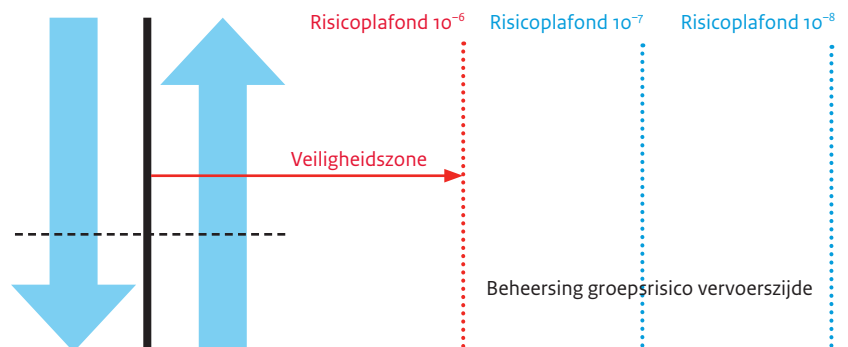 Risicoplafond 10⁻⁶ Risicoplafond 10⁻⁷ Risicoplafond 10⁻⁸
Veiligheidszone
Beheersing groepsrisico vervoerszijde